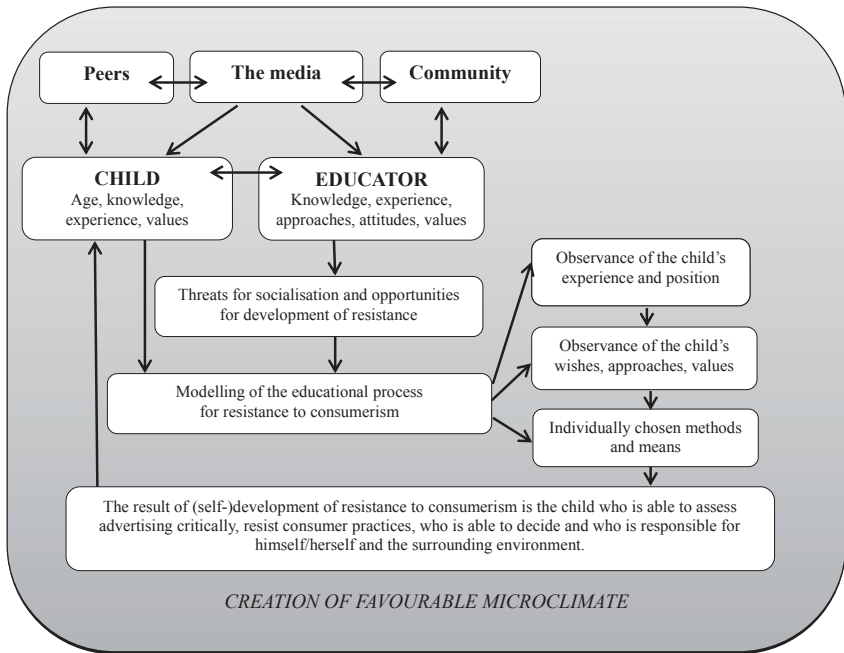 Peers
The media
Community
CHILD
Age, knowledge,
experience, values
EDUCATOR
Knowledge, experience,
approaches, attitudes, values
Threats for socialisation and opportunities
for development of resistance
Observance of the child’s
experience and position
Observance of the child’s
wishes, approaches, values
Modelling of the educational process
for resistance to consumerism
Individually chosen methods
and means
The result of (self-)development of resistance to consumerism is the child who is able to assess
advertising critically, resist consumer practices, who is able to decide and who is responsible for
himself/herself and the surrounding environment.
CREATION OF FAVOURABLE MICROCLIMATE